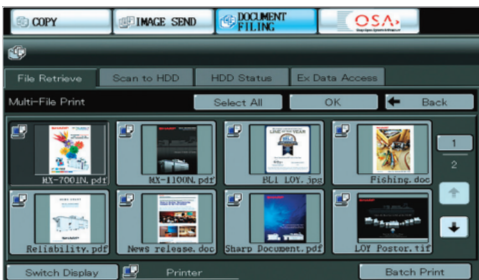 COPY
IMAGE SEND
DOCUMENT
FILING
OSA
File Retrieve
Scan to HDD
HDD Status
Ex Data Access
Multi-File Print
Select All
OK
Back
1
2
MX-7001N.pdf
MX-1100N.pdf
BLI LOY.jpg
Fishing.doc
Reliability.pdf
News release.doc
Sharp Document.pdf
LOY Poster.tif
Switch Display
Printer
Batch Print